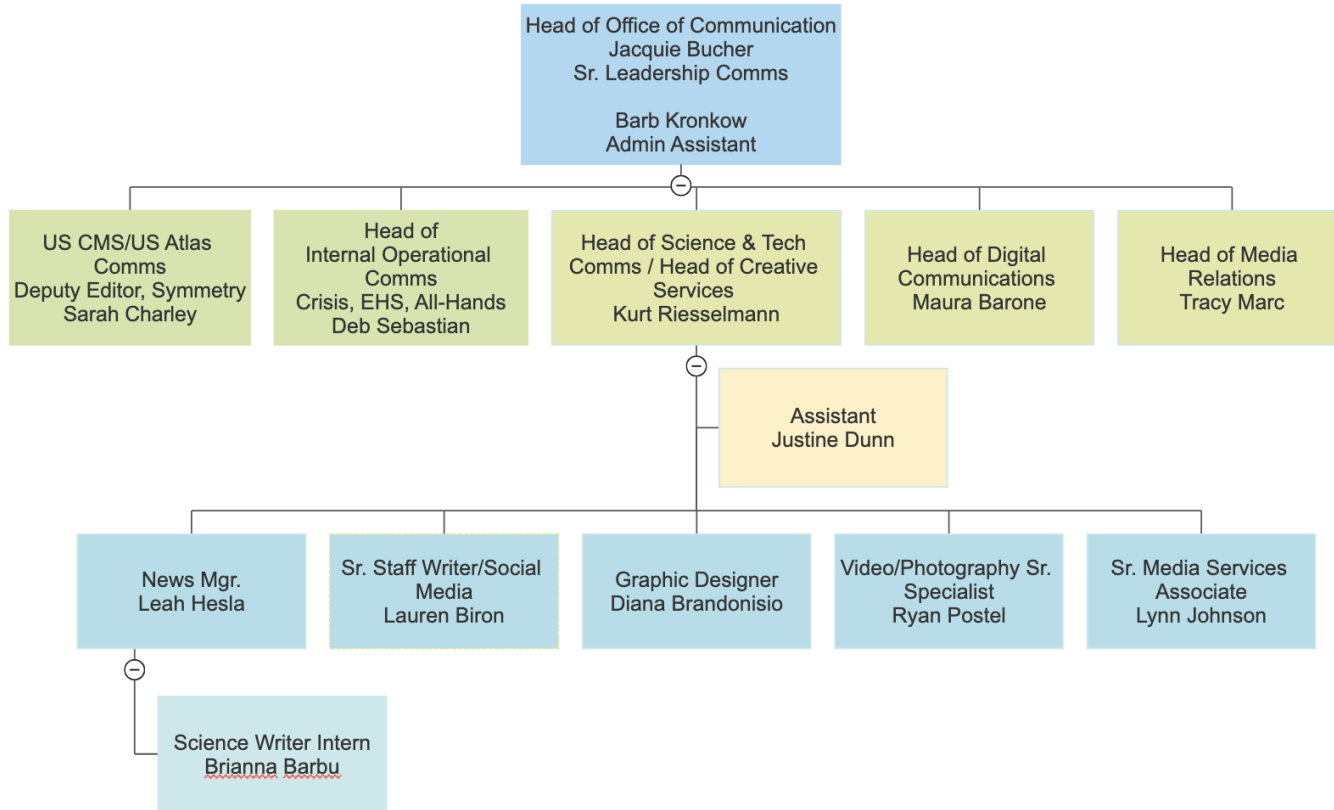 Head of Office of Communication
Jacquie Bucher
Sr. Leadership Comms
Barb Kronkow
Admin Assistant
US CMS/US Atlas
Comms
Deputy Editor, Symmetry
Sarah Charley
Head of
Internal Operational
Comms
Crisis, EHS, All-Hands
Deb Sebastian
Head of Science & Tech
Comms / Head of Creative
Services
Kurt Riesselmann
Head of Digital
Communications
Maura Barone
Head of Media
Relations
Tracy Marc
Assistant
Justine Dunn
News Mgr.
Leah Hesla
Sr. Staff Writer/Social
Media
Lauren Biron
Graphic Designer
Diana Brandonisio
Video/Photography Sr.
Specialist
Ryan Postel
Sr. Media Services
Associate
Lynn Johnson
Science Writer Intern
Brianna Barbu